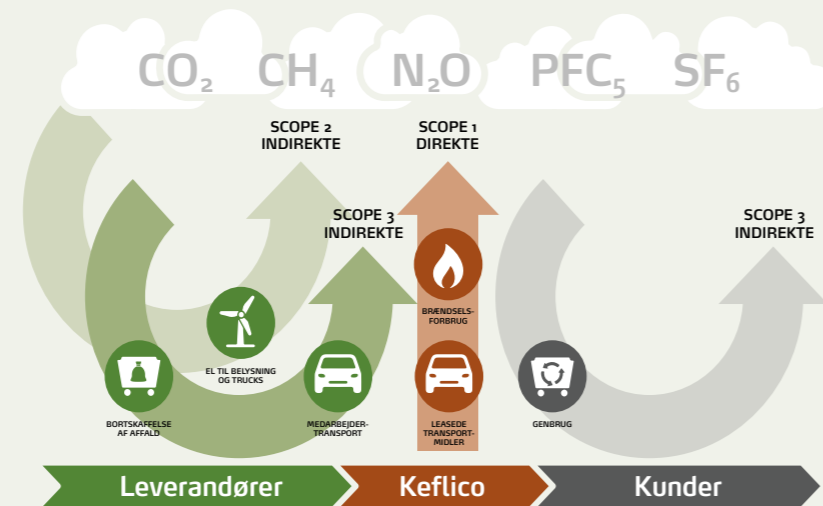 CO₂ CH₄ N₂O PFC₅ SF₆
SCOPE 2
INDIREKTE
SCOPE 1
DIREKTE
SCOPE 3
INDIREKTE
SCOPE 3
INDIREKTE
BRÆNDSELS-
FORBRUG
EL TIL BELYSNING
OG TRUCKS
BORTSKAFFELSE
AF AFFALD
MEDARBEJDER-
TRANSPORT
LEASEDE
TRANSPORT-
MIDLER
GENBRUG
Leverandører Keflico Kunder